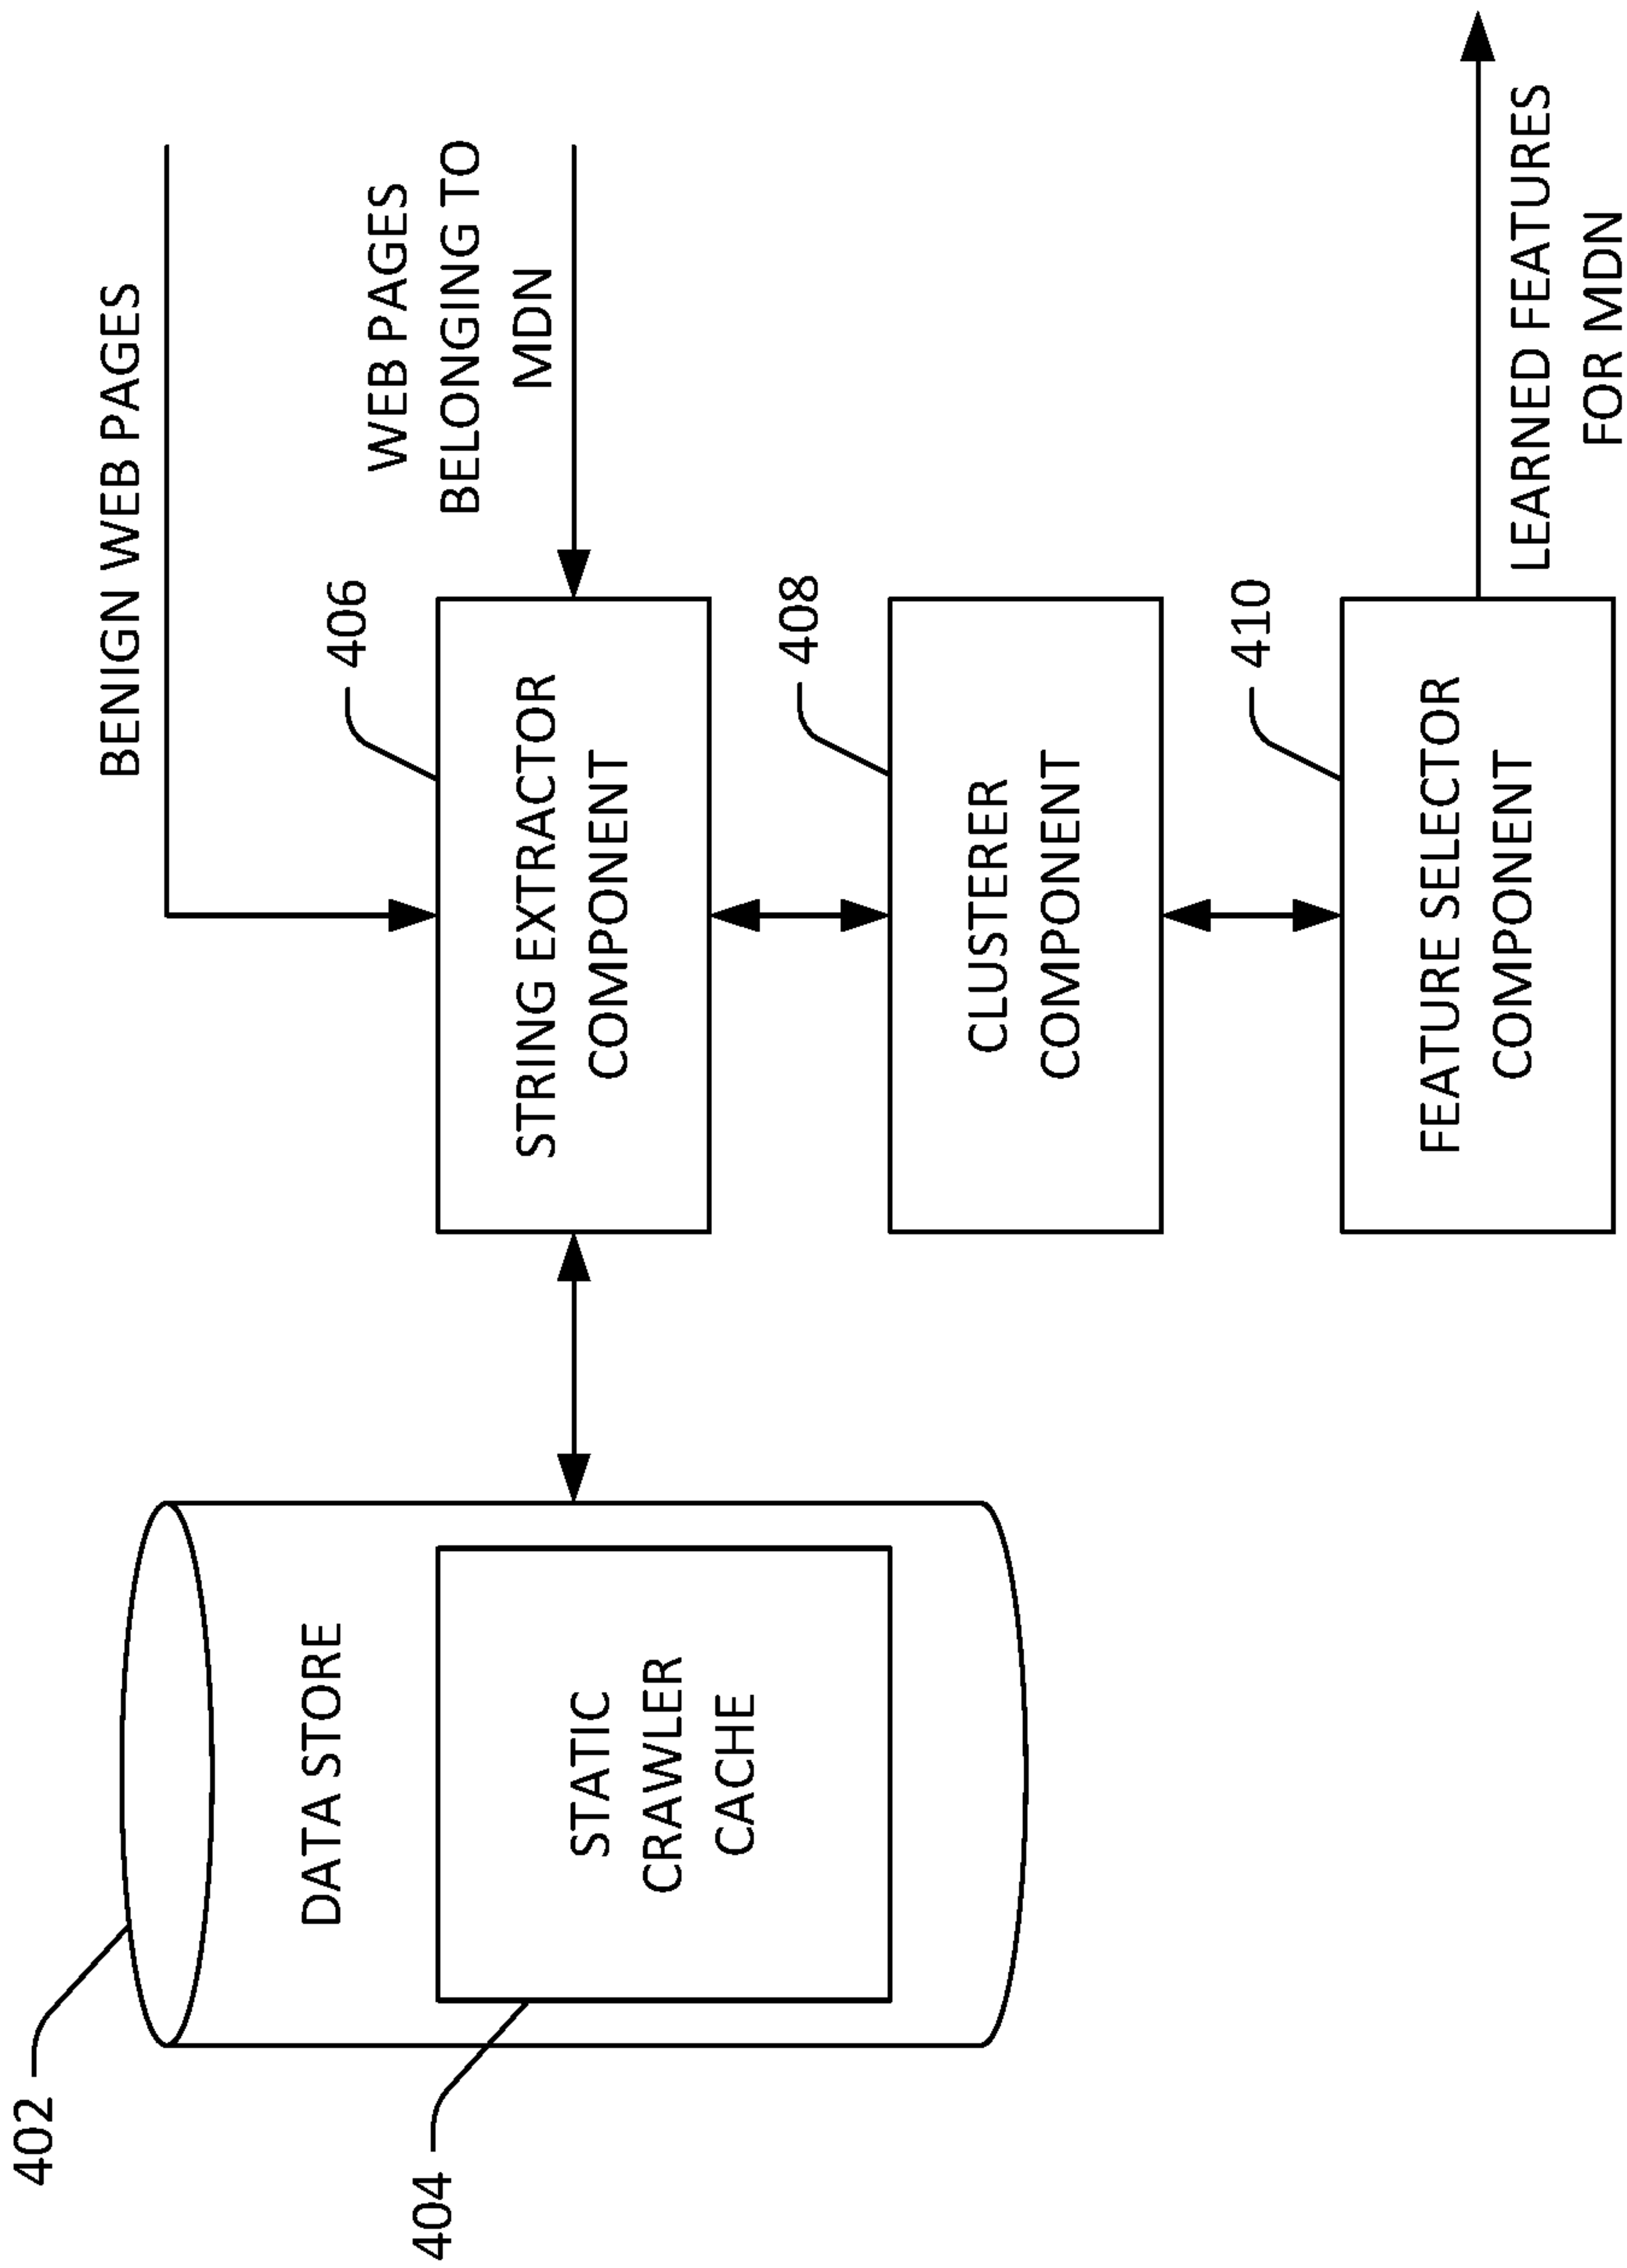 402
404
DATA STORE
STATIC
CRAWLER
CACHE
BENIGN WEB PAGES
406
WEB PAGES
BELONGING TO
MDN
STRING EXTRACTOR
COMPONENT
408
CLUSTERER
COMPONENT
410
FEATURE SELECTOR
COMPONENT
LEARNED FEATURES
FOR MDN